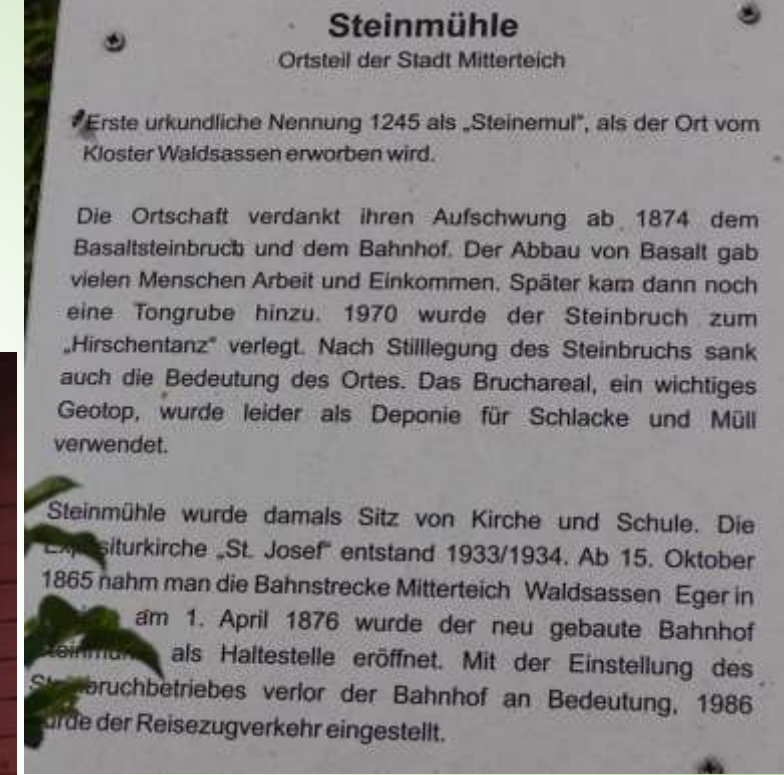 Steinmühle
Ortsteil der Stadt Mitterteich
Erste urkundliche Nennung 1245 als „Steinemul“, als der Ort vom
Kloster Waldsassen erworben wird.
Die Ortschaft verdankt ihren Aufschwung ab 1874 dem
Basaltsteinbruch und dem Bahnhof. Der Abbau von Basalt gab
vielen Menschen Arbeit und Einkommen. Später kam dann noch
eine Tongrube hinzu. 1970 wurde der Steinbruch zum
„Hirschentanz“ verlegt. Nach Stilllegung des Steinbruchs sank
auch die Bedeutung des Ortes. Das Bruchareal, ein wichtiges
Geotop, wurde leider als Deponie für Schlacke und Müll
verwendet.
Steinmühle wurde damals Sitz von Kirche und Schule. Die
Expositurkirche „St. Josef“ entstand 1933/1934. Ab 15. Oktober
1865 nahm man die Bahnstrecke Mitterteich Waldsassen Eger in
am 1. April 1876 wurde der neu gebaute Bahnhof
Steinmühle als Haltestelle eröffnet. Mit der Einstellung des
Steinbruchbetriebes verlor der Bahnhof an Bedeutung, 1986
wurde der Reisezugverkehr eingestellt.